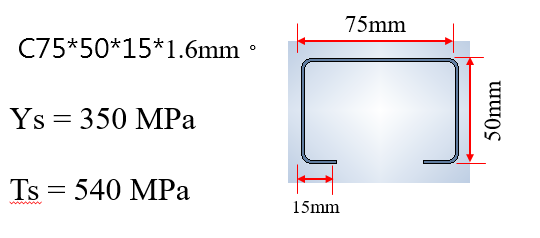 C75*50*15*1.6mm。
Ys = 350 MPa
Ts = 540 MPa
75mm
50mm
15mm